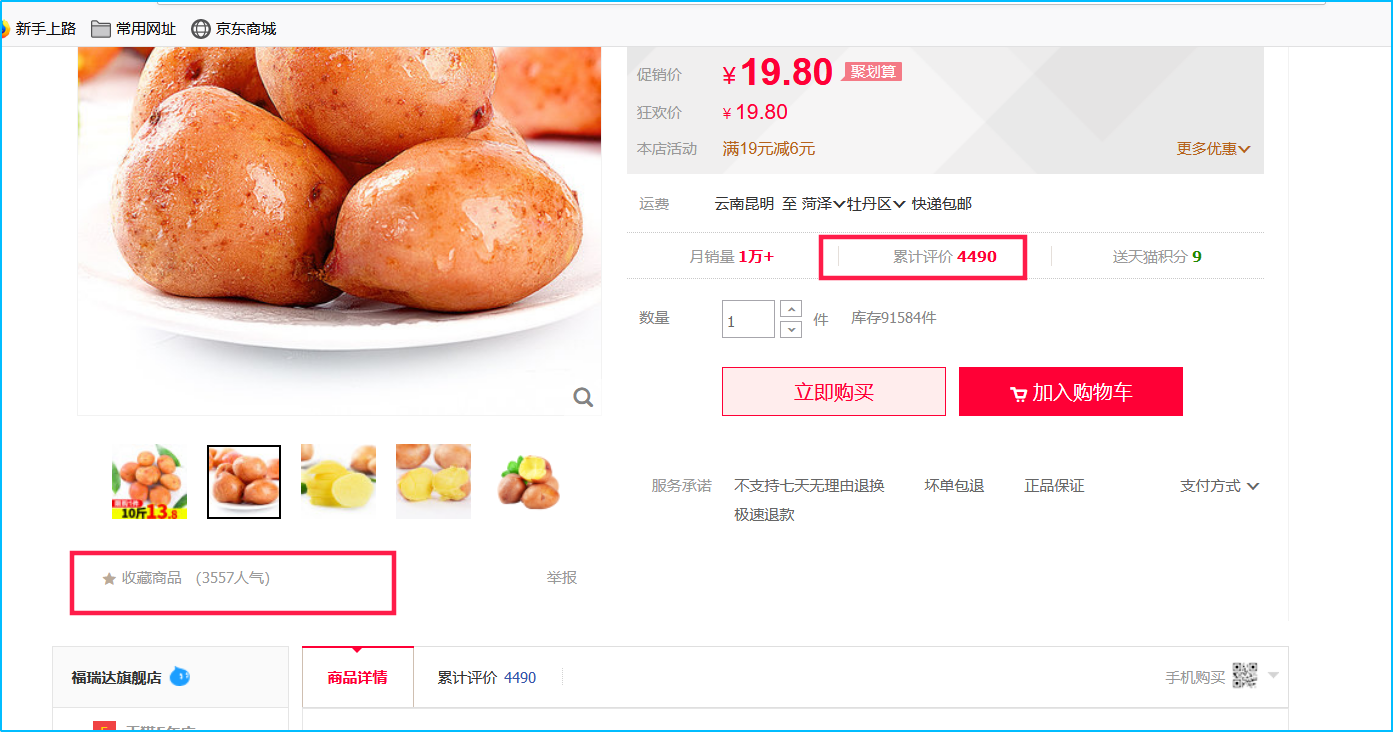 新手上路 常用网址 京东商城
促销价 ¥19.80 聚划算
狂欢价 ¥19.80
本店活动 满19元减6元 更多优惠
运费 云南昆明 至 菏泽 牡丹区 快递包邮
月销量 1万+ 累计评价 4490 送天猫积分 9
数量 1 件 库存91584件
立即购买 加入购物车
10斤13.8
服务承诺 不支持七天无理由退换 坏单包退 正品保证 支付方式
极速退款
收藏商品 (3557人气) 举报
福瑞达旗舰店 商品详情 累计评价 4490 手机购买